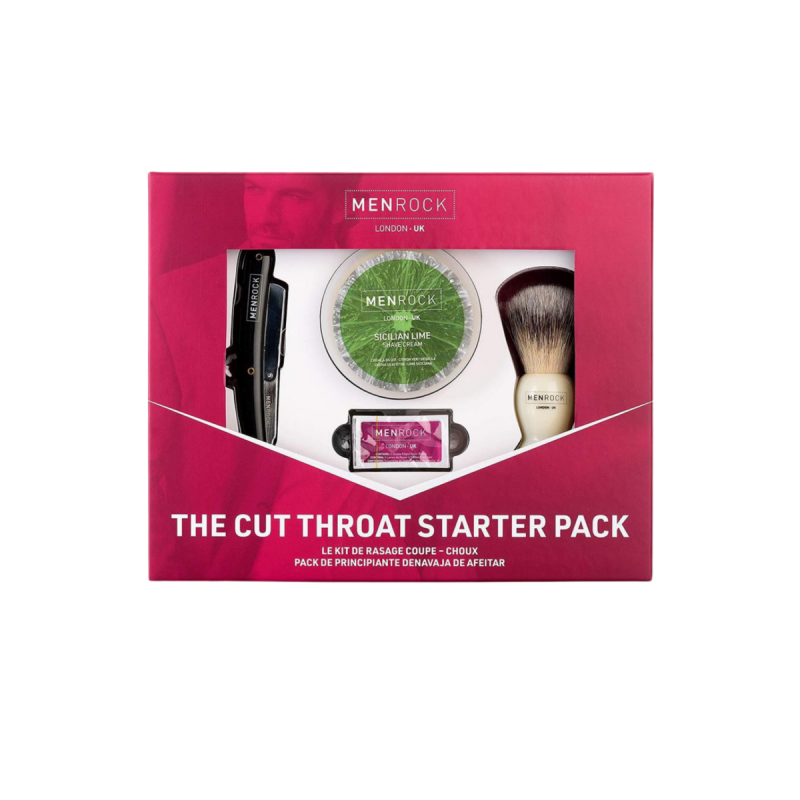 MENROCK
LONDON · UK
MENROCK
MENROCK
LONDON · UK
SICILIAN LIME
SHAVE CREAM
MENROCK
MENROCK
LONDON · UK
MENROCK
LONDON · UK
THE CUT THROAT STARTER PACK
LE KIT DE RASAGE COUPE – CHOUX
PACK DE PRINCIPIANTE DENAVAJA DE AFEITAR